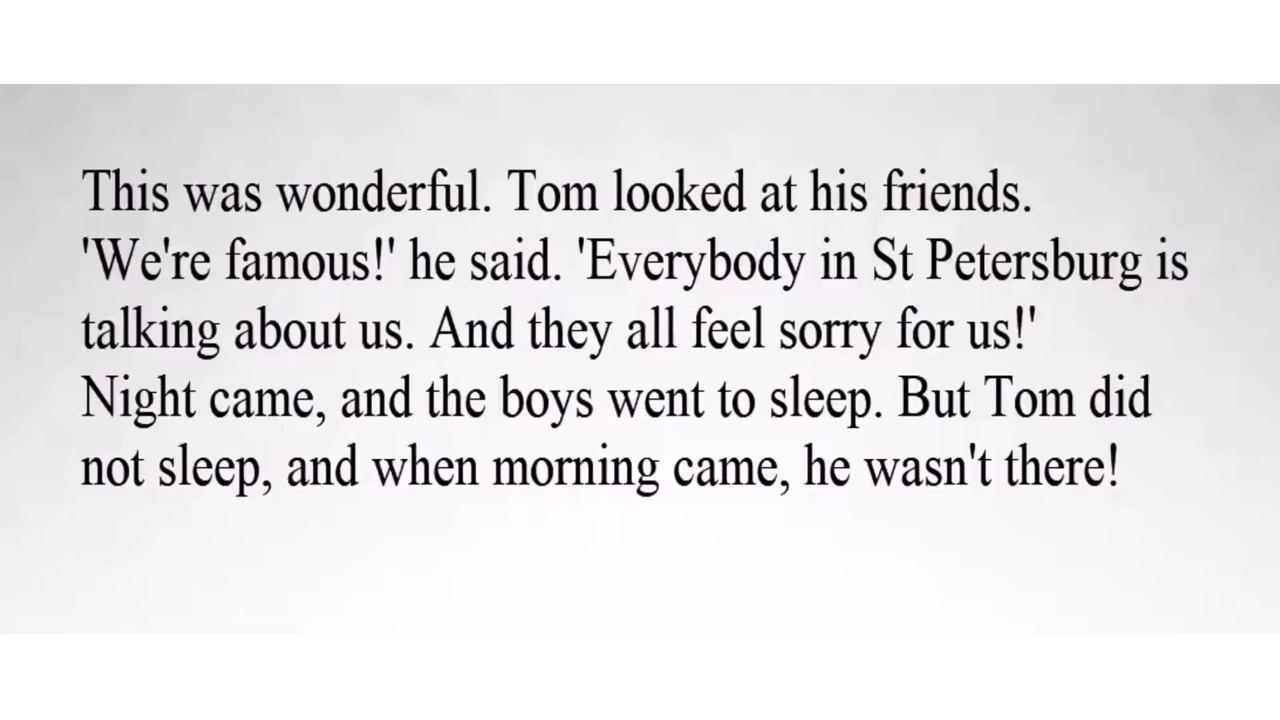 This was wonderful. Tom looked at his friends.
'We're famous!' he said. 'Everybody in St Petersburg is
talking about us. And they all feel sorry for us!'
Night came, and the boys went to sleep. But Tom did
not sleep, and when morning came, he wasn't there!